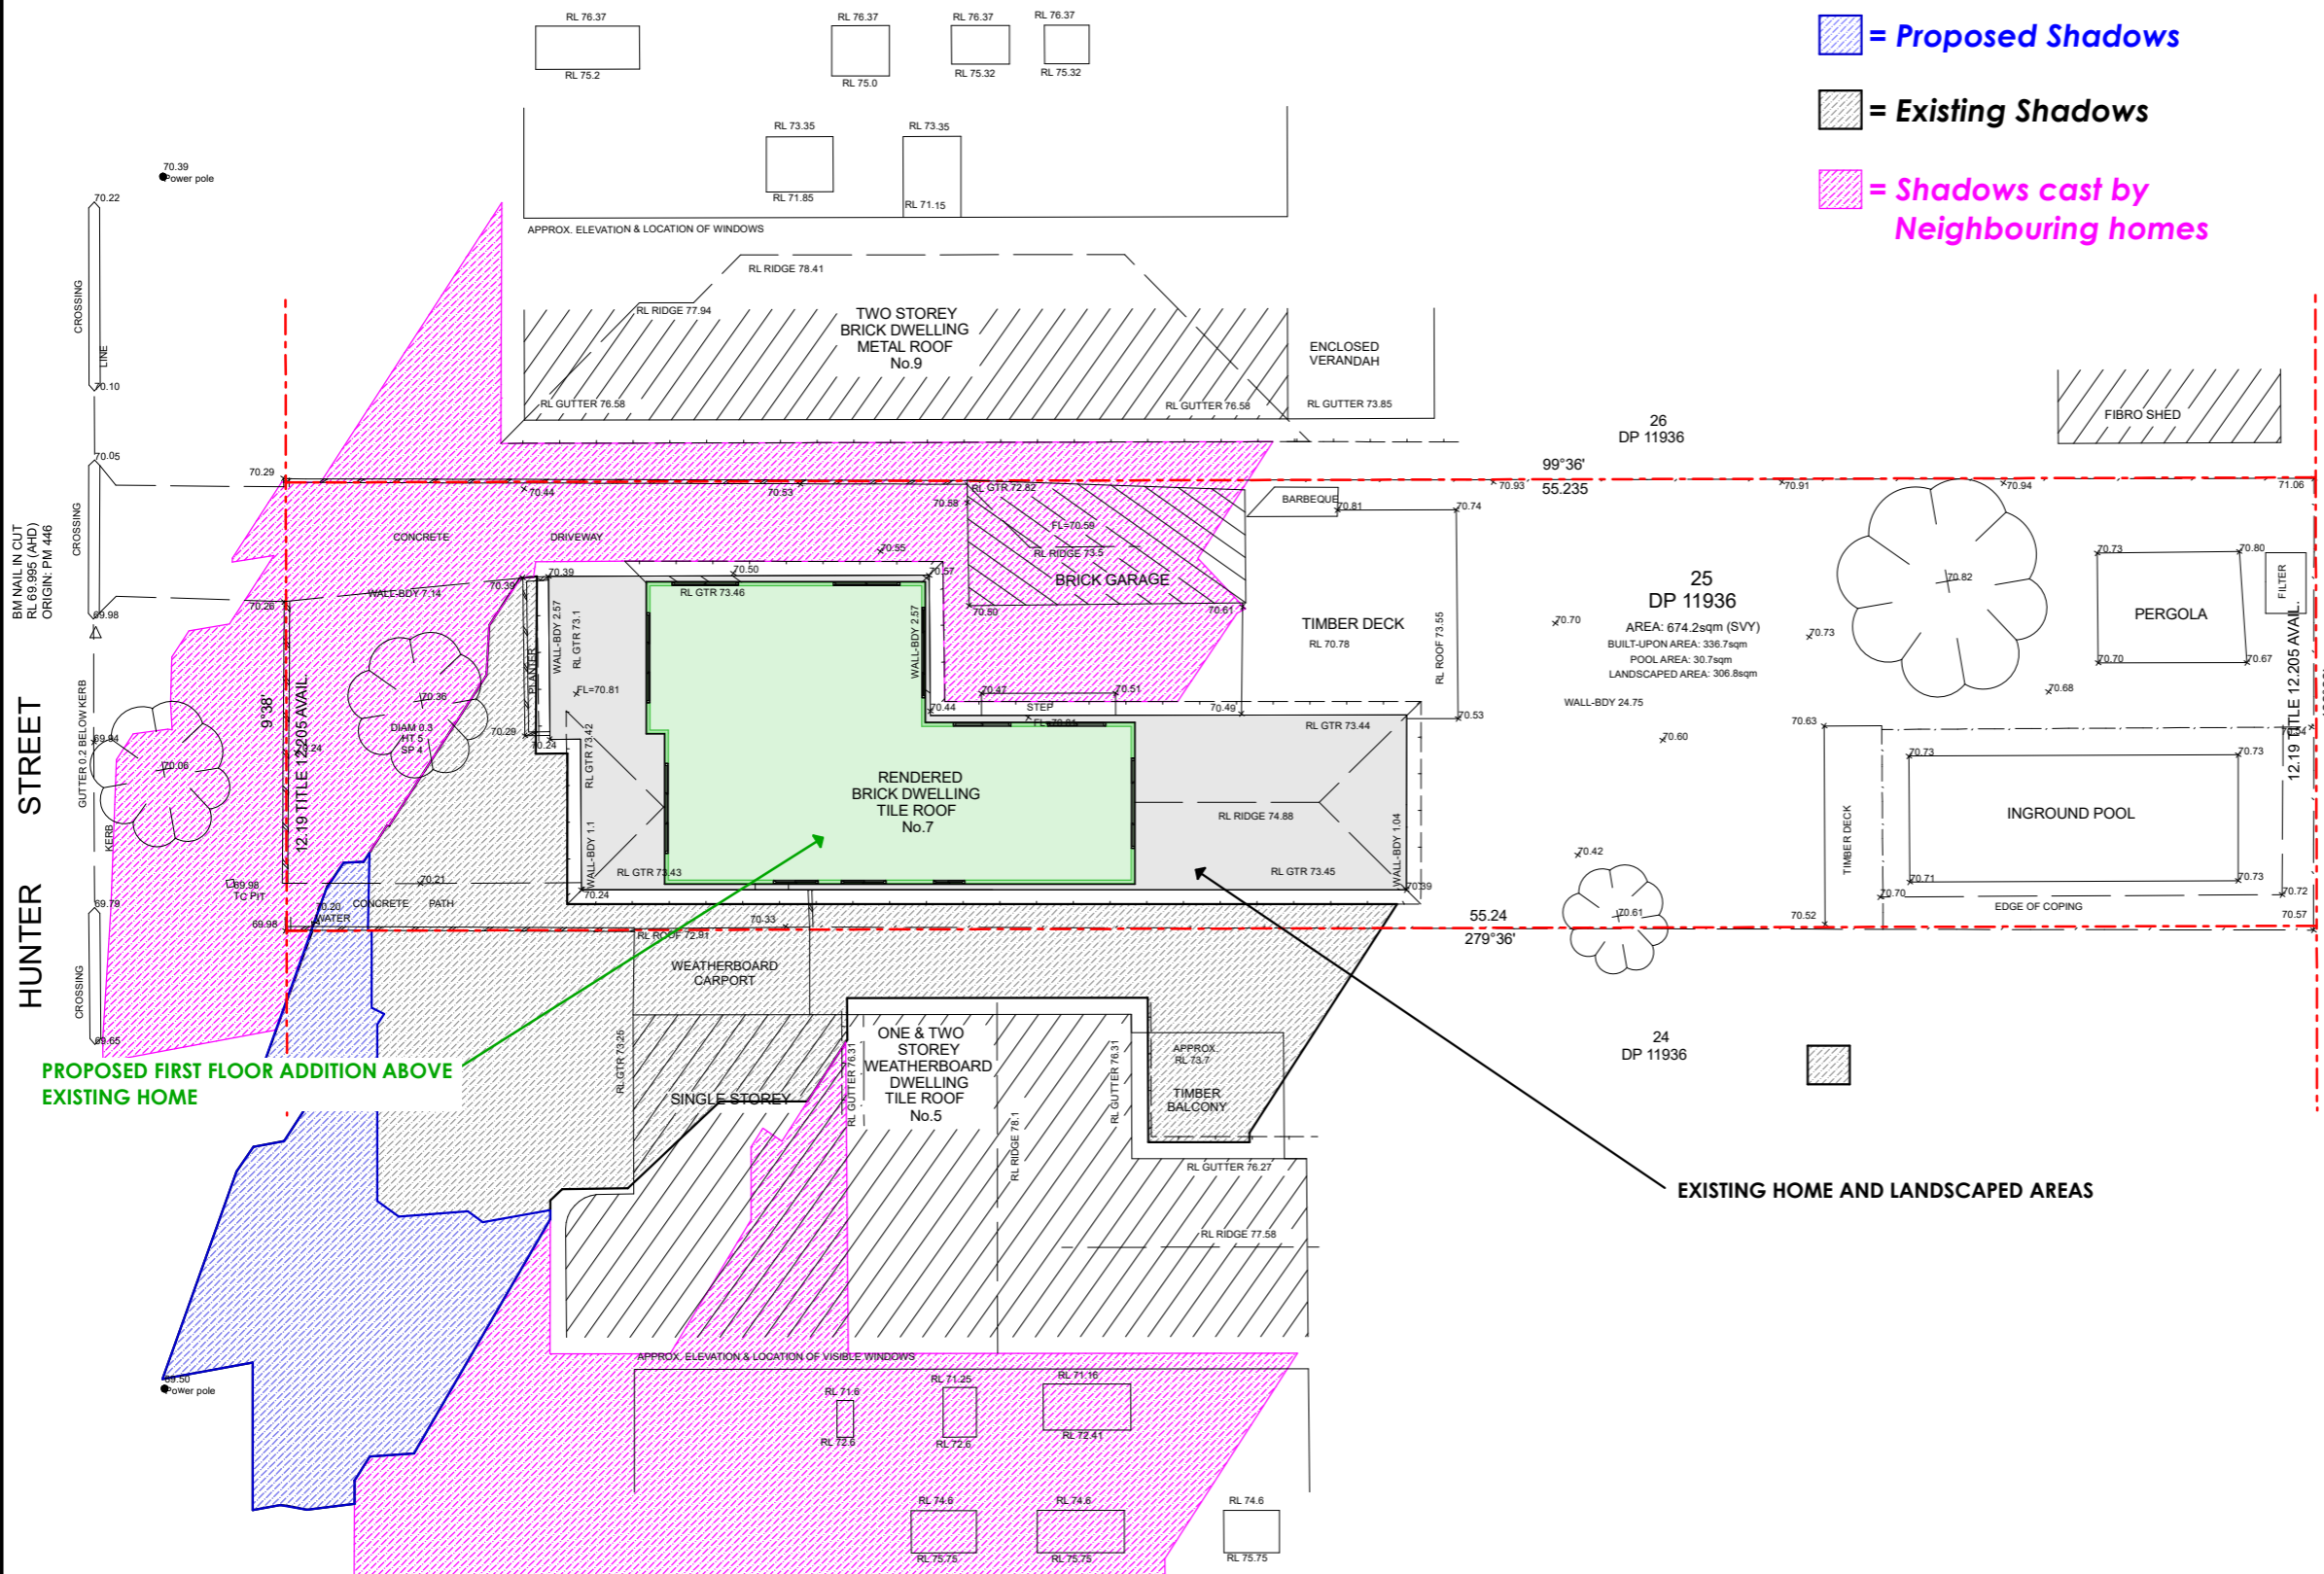 RL 76.37
RL 76.37
RL 76.37
RL 76.37
RL 75.2
RL 75.0
RL 75.32
RL 75.32
= Proposed Shadows
= Existing Shadows
= Shadows cast by
Neighbouring homes
RL 73.35
RL 73.35
RL 71.85
RL 71.15
APPROX. ELEVATION & LOCATION OF WINDOWS
70.39
Power pole
70.22
CROSSING
LINE
70.10
70.05
CROSSING
BM NAIL IN CUT
RL 69.995 (AHD)
ORIGIN: PM 446
69.98
RL RIDGE 78.41
RL RIDGE 77.94
TWO STOREY
BRICK DWELLING
METAL ROOF
No.9
ENCLOSED
VERANDAH
RL GUTTER 76.58
RL GUTTER 76.58
RL GUTTER 73.85
FIBRO SHED
26
DP 11936
99°36'
55.235
70.29
70.44
70.53
70.58
RL GTR 72.82
BARBEQUE
70.81
70.74
70.93
70.91
70.94
71.06
CONCRETE
DRIVEWAY
70.55
FL=70.59
RL RIDGE 73.5
BRICK GARAGE
70.60
70.61
70.26
WALL-BDY 7.14
70.39
70.39
70.50
70.57
RL GTR 73.46
PLANTER
WALL-BDY 2.57
RL GTR 73.1
WALL-BDY 2.57
FL=70.81
TIMBER DECK
RL 70.78
RL ROOF 73.55
25
DP 11936
AREA: 674.2sqm (SVY)
BUILT-UPON AREA: 336.7sqm
POOL AREA: 30.7sqm
LANDSCAPED AREA: 306.8sqm
WALL-BDY 24.75
70.70
70.73
70.82
70.68
70.60
70.73
70.80
PERGOLA
70.70
70.67
FILTER
12.19 TITLE 12.205 AVAIL.
HUNTER STREET
GUTTER 0.2 BELOW KERB
KERB
69.84
70.06
9°38'
12.19 TITLE 12.205 AVAIL.
70.24
70.36
DIAM 0.3
HT 5
SP 4
70.29
70.24
RL GTR 73.42
70.44
70.47
70.51
STEP
FL=70.81
70.49
70.53
RL GTR 73.44
RENDERED
BRICK DWELLING
TILE ROOF
No.7
RL RIDGE 74.88
WALL-BDY 1.1
WALL-BDY 1.04
RL GTR 73.43
RL GTR 73.45
70.24
70.39
70.42
70.61
70.63
TIMBER DECK
70.52
70.54
70.73
70.73
INGROUND POOL
70.71
70.73
70.70
70.72
EDGE OF COPING
70.57
69.98
TC PIT
70.21
70.20
WATER
CONCRETE
PATH
69.98
69.79
CROSSING
69.65
70.33
RL ROOF 72.91
55.24
279°36'
WEATHERBOARD
CARPORT
RL GTR 73.25
SINGLE STOREY
RL GUTTER 76.31
ONE & TWO
STOREY
WEATHERBOARD
DWELLING
TILE ROOF
No.5
RL RIDGE 78.1
RL GUTTER 76.31
APPROX.
RL 73.7
TIMBER
BALCONY
24
DP 11936
PROPOSED FIRST FLOOR ADDITION ABOVE
EXISTING HOME
RL GUTTER 76.27
EXISTING HOME AND LANDSCAPED AREAS
RL RIDGE 77.58
APPROX. ELEVATION & LOCATION OF VISIBLE WINDOWS
69.50
Power pole
RL 71.6
RL 71.25
RL 71.16
RL 72.6
RL 72.6
RL 72.41
RL 74.6
RL 74.6
RL 74.6
RL 75.75
RL 75.75
RL 75.75